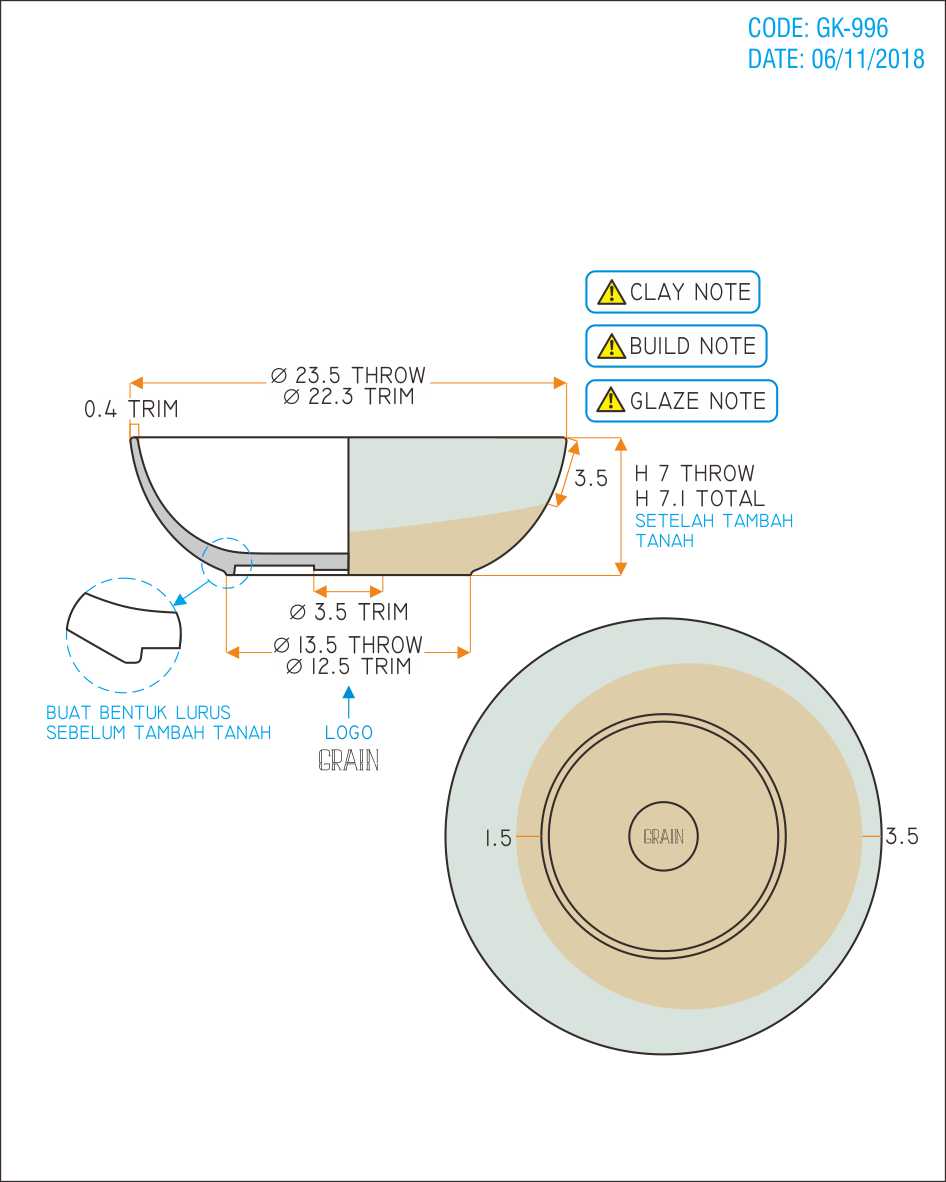 CODE: GK-996
DATE: 06/11/2018
CLAY NOTE
BUILD NOTE
GLAZE NOTE
Ø 23.5 THROW
Ø 22.3 TRIM
0.4 TRIM
3.5
H 7 THROW
H 7.1 TOTAL
SETELAH TAMBAH
TANAH
Ø 3.5 TRIM
Ø 13.5 THROW
Ø 12.5 TRIM
BUAT BENTUK LURUS
SEBELUM TAMBAH TANAH
LOGO
GRAIN
1.5
GRAIN
3.5